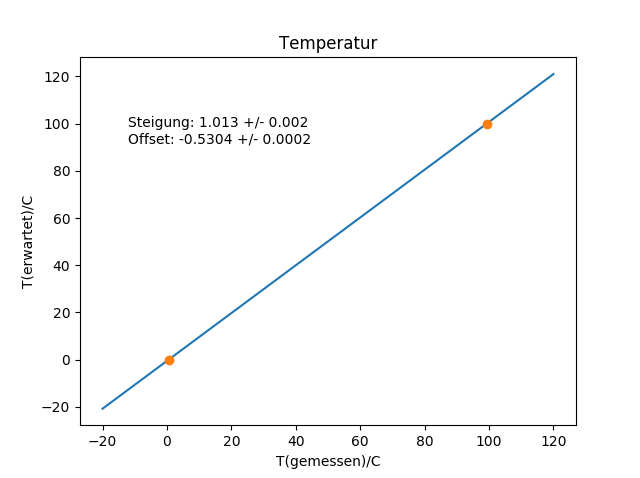 Temperatur
Steigung: 1.013 +/- 0.002
Offset: -0.5304 +/- 0.0002
T(erwartet)/C
120
100
80
60
40
20
0
−20
−20 0 20 40 60 80 100 120
T(gemessen)/C